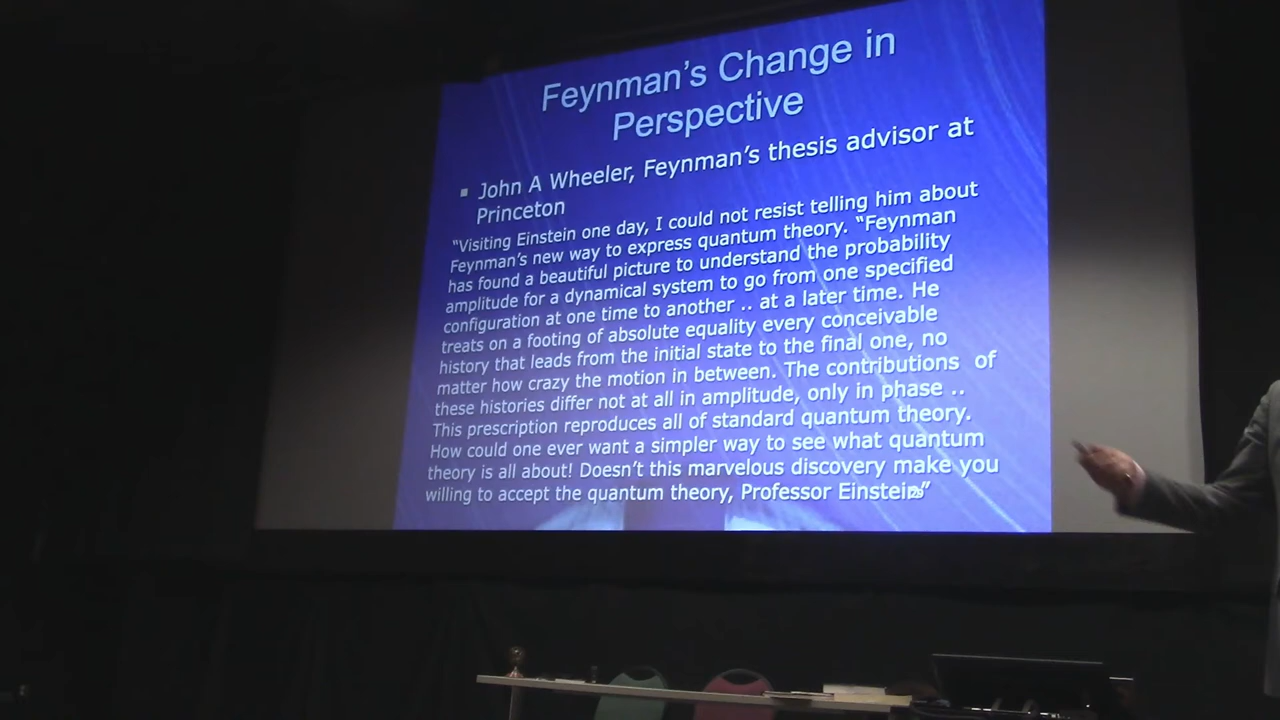 Feynman's Change in
Perspective
▪ John A Wheeler, Feynman's thesis advisor at
Princeton
"Visiting Einstein one day, I could not resist telling him about
Feynman's new way to express quantum theory. "Feynman
has found a beautiful picture to understand the probability
amplitude for a dynamical system to go from one specified
configuration at one time to another .. at a later time. He
treats on a footing of absolute equality every conceivable
history that leads from the initial state to the final one, no
matter how crazy the motion in between. The contributions of
these histories differ not at all in amplitude, only in phase ..
This prescription reproduces all of standard quantum theory.
How could one ever want a simpler way to see what quantum
theory is all about! Doesn't this marvelous discovery make you
willing to accept the quantum theory, Professor Einstein"